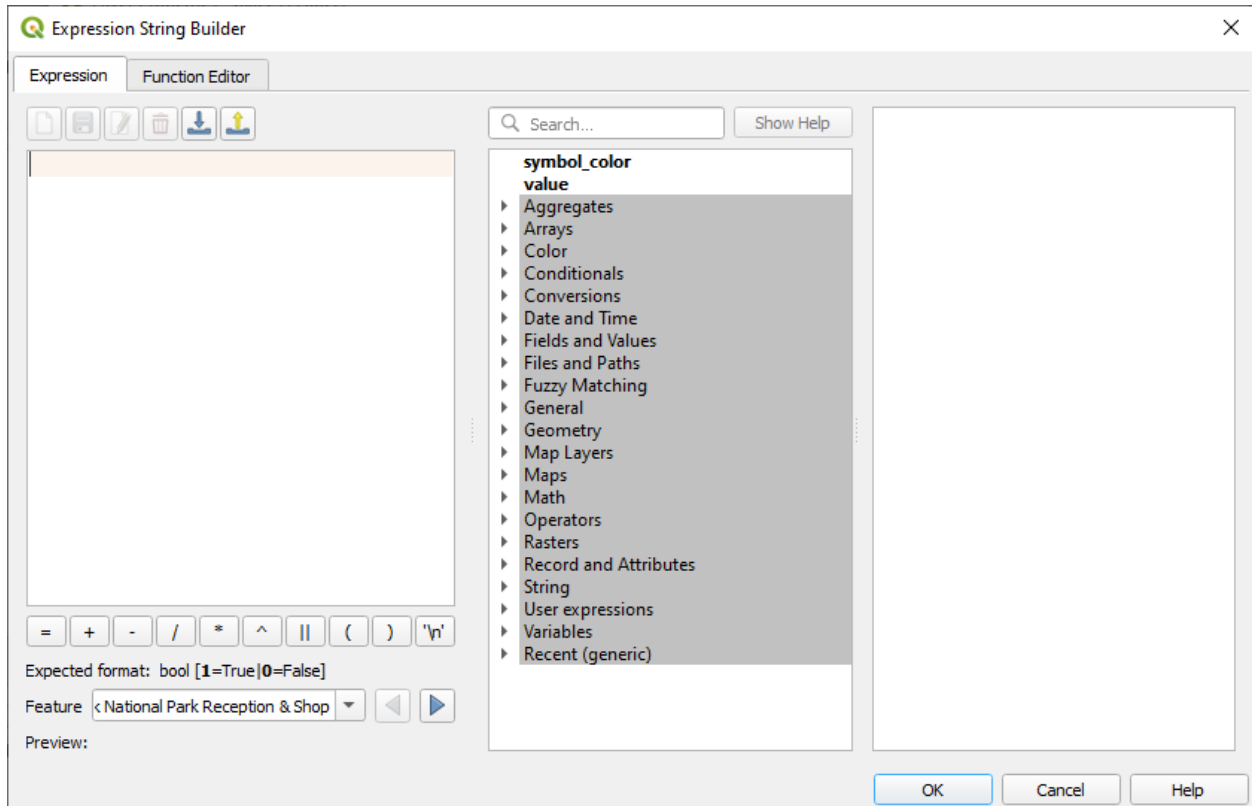 Expression String Builder
Expression
Function Editor
Search...
Show Help
symbol_color
value
Aggregates
Arrays
Color
Conditionals
Conversions
Date and Time
Fields and Values
Files and Paths
Fuzzy Matching
General
Geometry
Map Layers
Maps
Math
Operators
Rasters
Record and Attributes
String
User expressions
Variables
Recent (generic)
= + - / * ^ || ( ) '\n'
Expected format: bool [1=True|0=False]
Feature National Park Reception & Shop
Preview:
OK Cancel Help